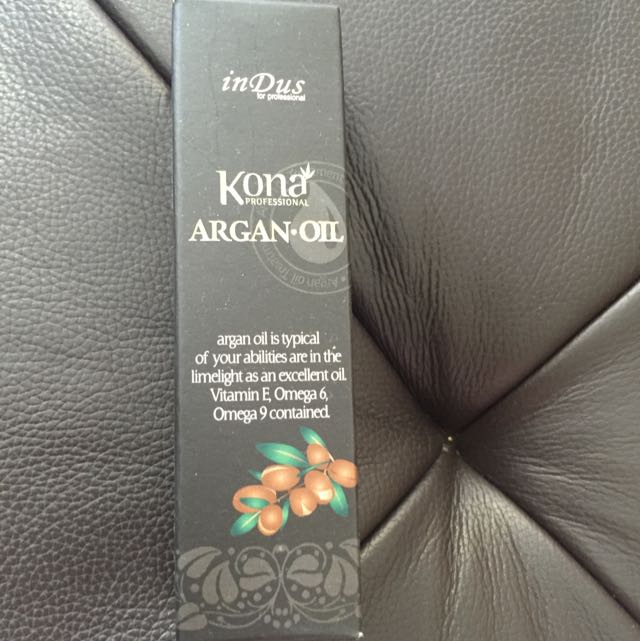 inDus
for professional
Kona
PROFESSIONAL
ARGAN·OIL
argan oil is typical
of your abilities are in the
limelight as an excellent oil.
Vitamin E, Omega 6,
Omega 9 contained.